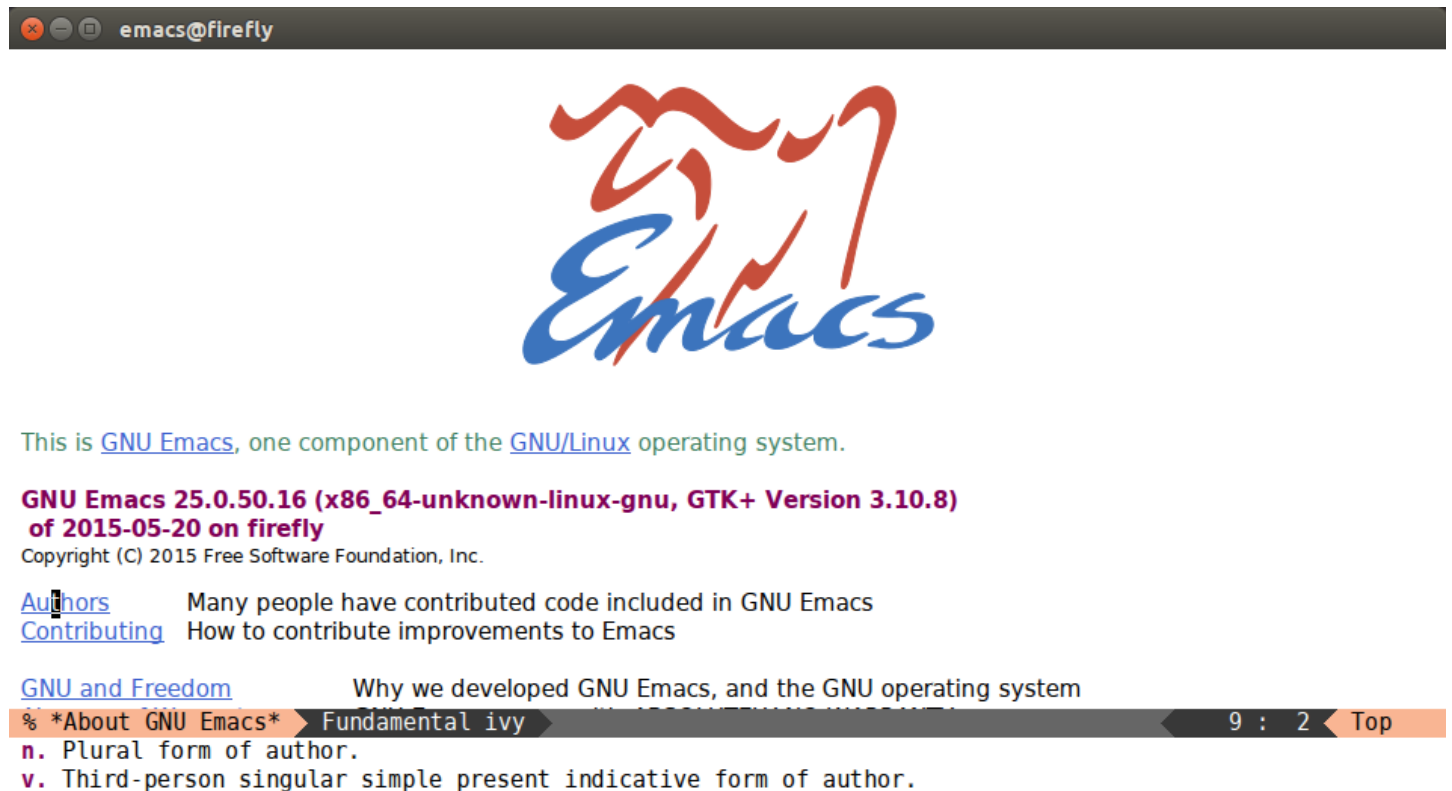 emacs@firefly
Emacs
This is GNU Emacs, one component of the GNU/Linux operating system.
GNU Emacs 25.0.50.16 (x86_64-unknown-linux-gnu, GTK+ Version 3.10.8)
of 2015-05-20 on firefly
Copyright (C) 2015 Free Software Foundation, Inc.
Authors Many people have contributed code included in GNU Emacs
Contributing How to contribute improvements to Emacs
GNU and Freedom Why we developed GNU Emacs, and the GNU operating system
% *About GNU Emacs* Fundamental ivy 9 : 2 Top
n. Plural form of author.
v. Third-person singular simple present indicative form of author.